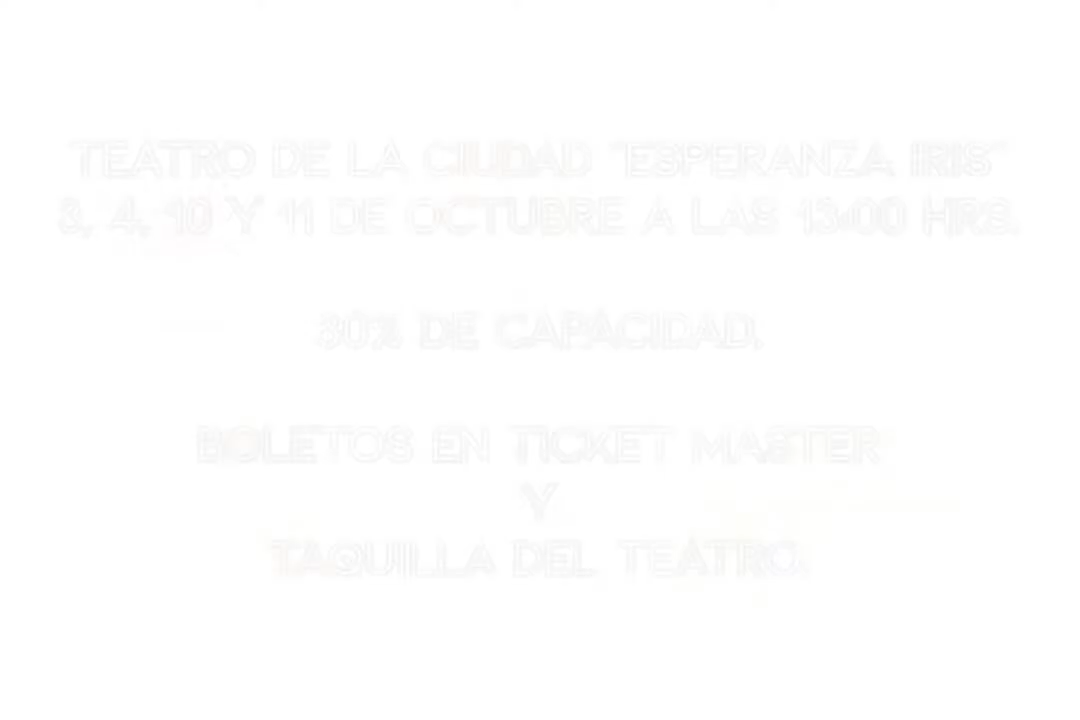 TEATRO DE LA CIUDAD "ESPERANZA IRIS"
3, 4, 10 Y 11 DE OCTUBRE A LAS 13:00 HRS.
30% DE CAPACIDAD.
BOLETOS EN TICKET MASTER
Y
TAQUILLA DEL TEATRO.